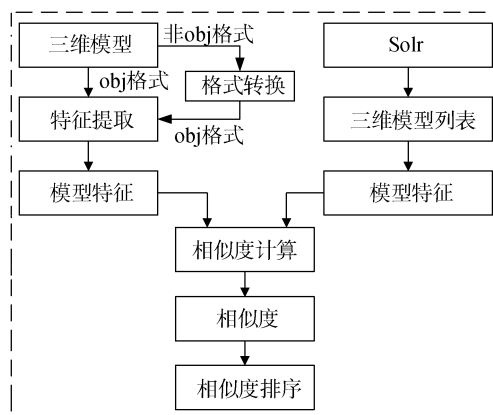 三维模型
非obj格式
Solr
obj格式
格式转换
特征提取
obj格式
三维模型列表
模型特征
模型特征
相似度计算
相似度
相似度排序